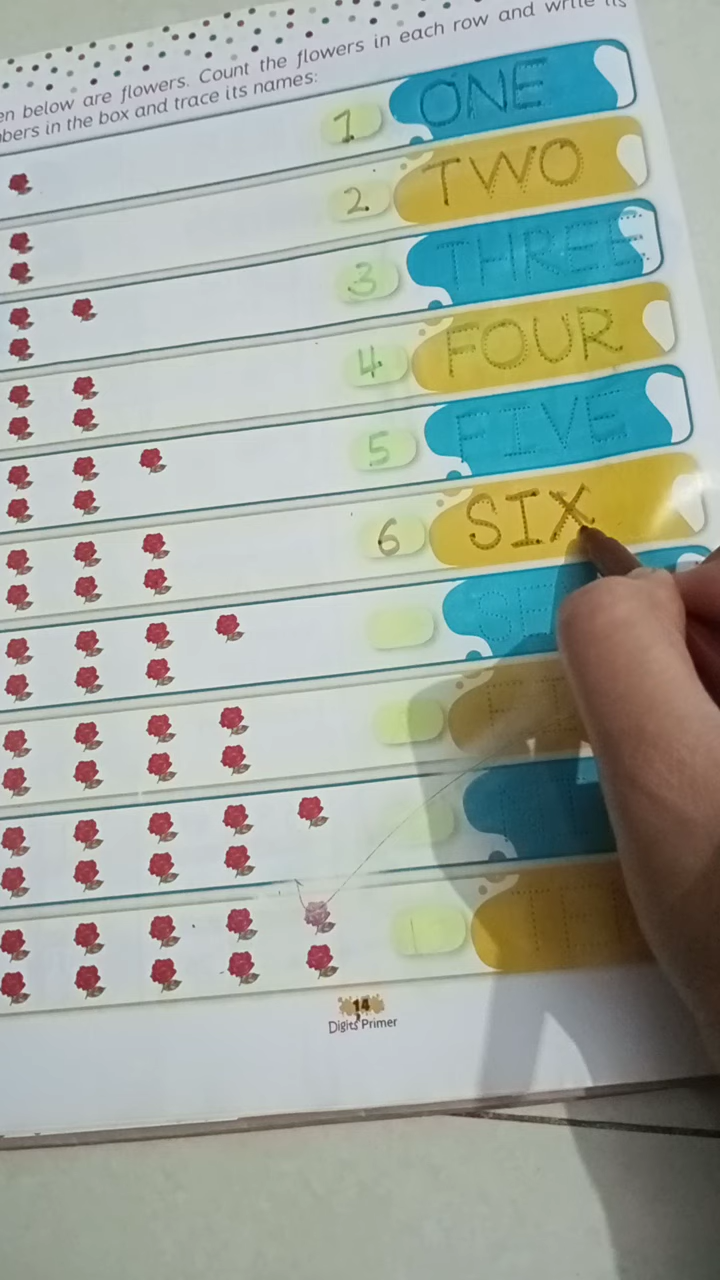 en below are flowers. Count the flowers in each row and write its
bers in the box and trace its names:
1 ONE
2 TWO
3 THREE
4 FOUR
5 FIVE
6 SIX
SE
14
Digits Primer